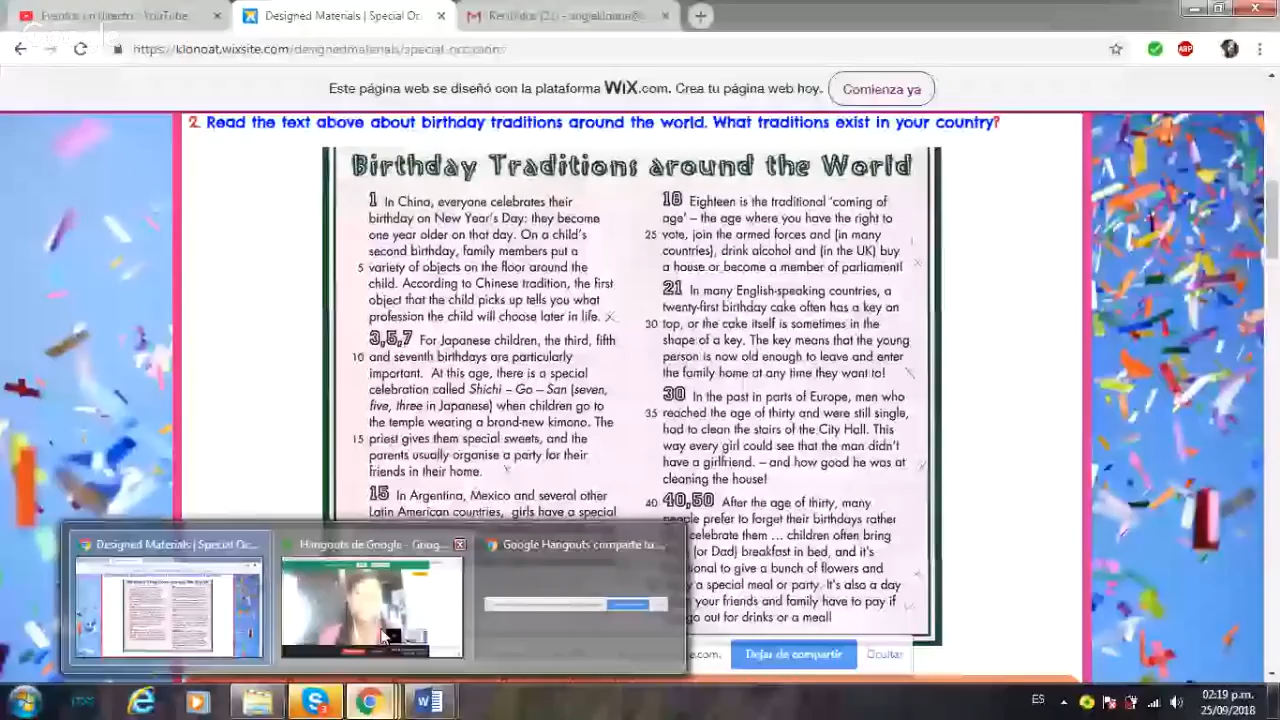 Designed Materials | Special Oc
https://klonoat.wixsite.com/designedmaterials/special-occasions
ABP
Este página web se diseñó con la plataforma WiX.com. Crea tu página web hoy.
Comienza ya
2. Read the text above about birthday traditions around the world. What traditions exist in your country?
Birthday Traditions around the World
1 In China, everyone celebrates their
birthday on New Year's Day: they become
one year older on that day. On a child's
second birthday, family members put a
5 variety of objects on the floor around the
child. According to Chinese tradition, the first
object that the child picks up tells you what
profession the child will choose later in life.
3,5,7 For Japanese children, the third, fifth
10 and seventh birthdays are particularly
important. At this age, there is a special
celebration called Shichi – Go – San (seven,
five, three in Japanese) when children go to
the temple wearing a brand-new kimono. The
15 priest gives them special sweets, and the
parents usually organise a party for their
friends in their home.
15 In Argentina, Mexico and several other
Latin American countries, girls have a special
18 Eighteen is the traditional 'coming of
age' – the age where you have the right to
25 vote, join the armed forces and (in many
countries), drink alcohol and (in the UK) buy
a house or become a member of parliament!
21 In many English-speaking countries, a
twenty-first birthday cake often has a key on
30 top, or the cake itself is sometimes in the
shape of a key. The key means that the young
person is now old enough to leave and enter
the family home at any time they want to!
30 In the past in parts of Europe, men who
35 reached the age of thirty and were still single,
had to clean the stairs of the City Hall. This
way every girl could see that the man didn't
have a girlfriend. – and how good he was at
cleaning the house!
40 40,50 After the age of thirty, many
people prefer to forget their birthdays rather
celebrate them ... children often bring
(or Dad) breakfast in bed, and it's
ional to give a bunch of flowers and
a special meal or party. It's also a day
your friends and family have to pay if
go out for drinks or a meal!
Designed Materials | Special Oc...
Hangouts de Google - Goog...
Google Hangouts comparte tu...
e.com.
Dejar de compartir
Ocultar
ES
02:19 p.m.
25/09/2018